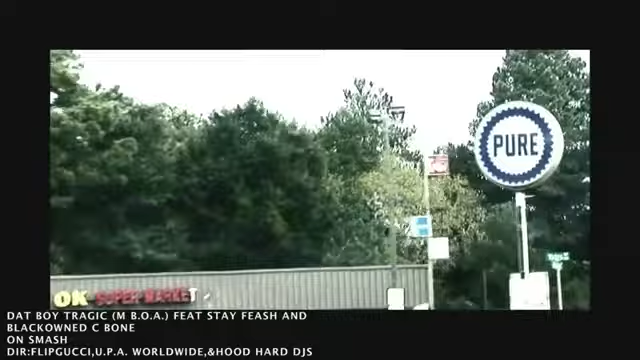 PURE
OK SUPER MARKET
DAT BOY TRAGIC (M B.O.A.) FEAT STAY FEASH AND
BLACKOWNED C BONE
ON SMASH
DIR:FLIPGUCCI,U.P.A. WORLDWIDE,&HOOD HARD DJS